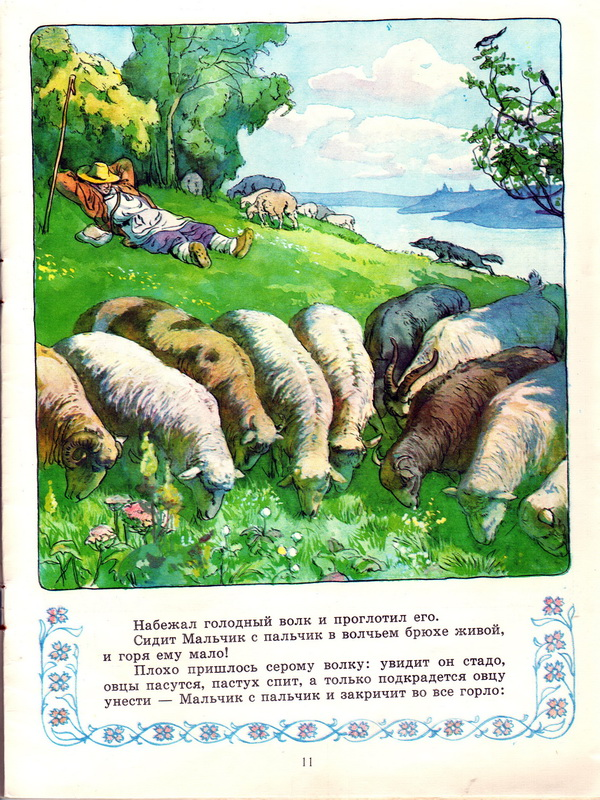 Набежал голодный волк и проглотил его.
Сидит Мальчик с пальчик в волчьем брюхе живой,
и горя ему мало!
Плохо пришлось серому волку: увидит он стадо,
овцы пасутся, пастух спит, а только подкрадется овцу
унести — Мальчик с пальчик и закричит во все горло:
11